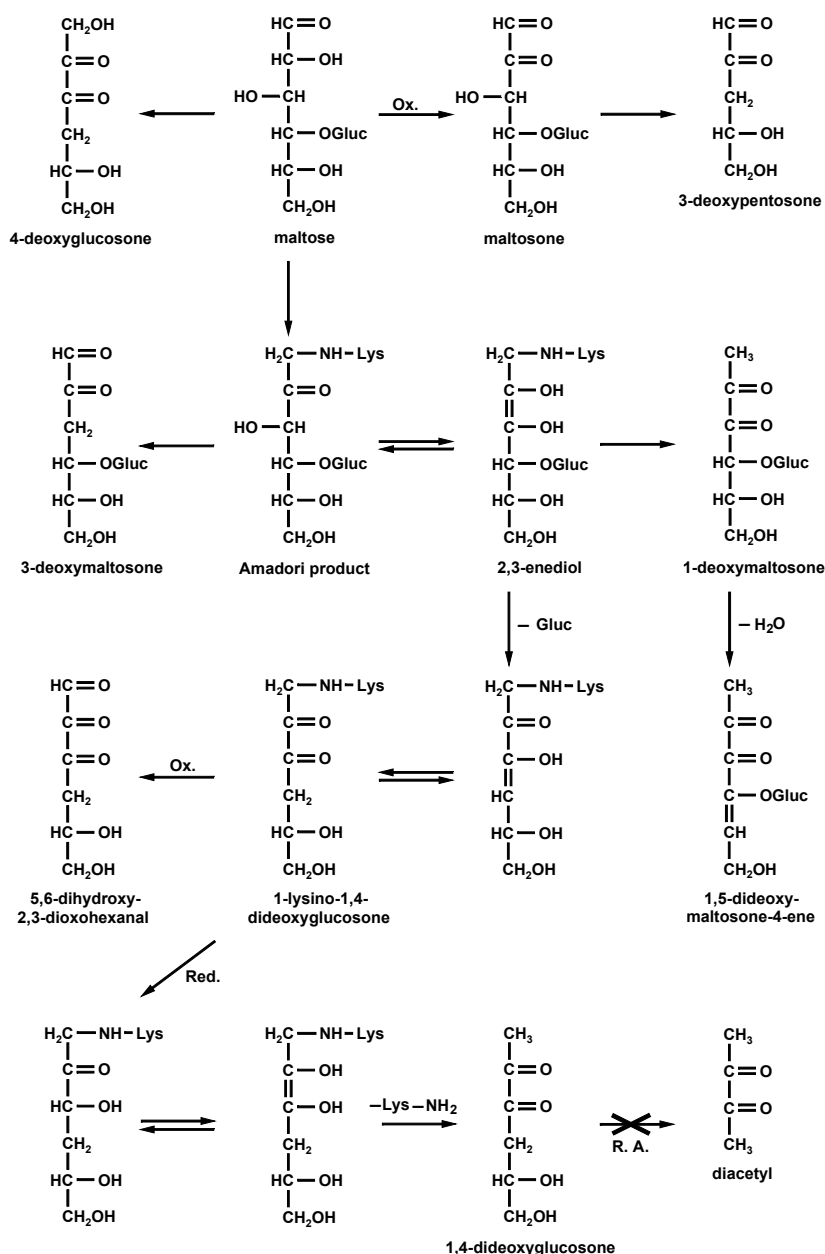 CH₂OH
C=O
C=O
CH₂
HC–OH
CH₂OH
4-deoxyglucosone
HC=O
HC–OH
HO–CH
HC–OGluc
HC–OH
CH₂OH
maltose
Ox.
HC=O
C=O
HO–CH
HC–OGluc
HC–OH
CH₂OH
maltosone
HC=O
C=O
CH₂
HC–OH
CH₂OH
3-deoxypentosone
HC=O
C=O
CH₂
HC–OGluc
HC–OH
CH₂OH
3-deoxymaltosone
H₂C–NH–Lys
C=O
HO–CH
HC–OGluc
HC–OH
CH₂OH
Amadori product
H₂C–NH–Lys
C–OH
C–OH
HC–OGluc
HC–OH
CH₂OH
2,3-enediol
CH₃
C=O
C=O
HC–OGluc
HC–OH
CH₂OH
1-deoxymaltosone
– Gluc
– H₂O
HC=O
C=O
C=O
CH₂
HC–OH
CH₂OH
5,6-dihydroxy-
2,3-dioxohexanal
Ox.
H₂C–NH–Lys
C=O
C=O
CH₂
HC–OH
CH₂OH
1-lysino-1,4-
dideoxyglucosone
H₂C–NH–Lys
C=O
C–OH
HC
HC–OH
CH₂OH
CH₃
C=O
C=O
C–OGluc
CH
CH₂OH
1,5-dideoxy-
maltosone-4-ene
Red.
H₂C–NH–Lys
C=O
CH–OH
CH₂
HC–OH
CH₂OH
H₂C–NH–Lys
C–OH
C–OH
CH₂
HC–OH
CH₂OH
–Lys–NH₂
CH₃
C=O
C=O
CH₂
HC–OH
CH₂OH
1,4-dideoxyglucosone
R. A.
CH₃
C=O
C=O
CH₃
diacetyl